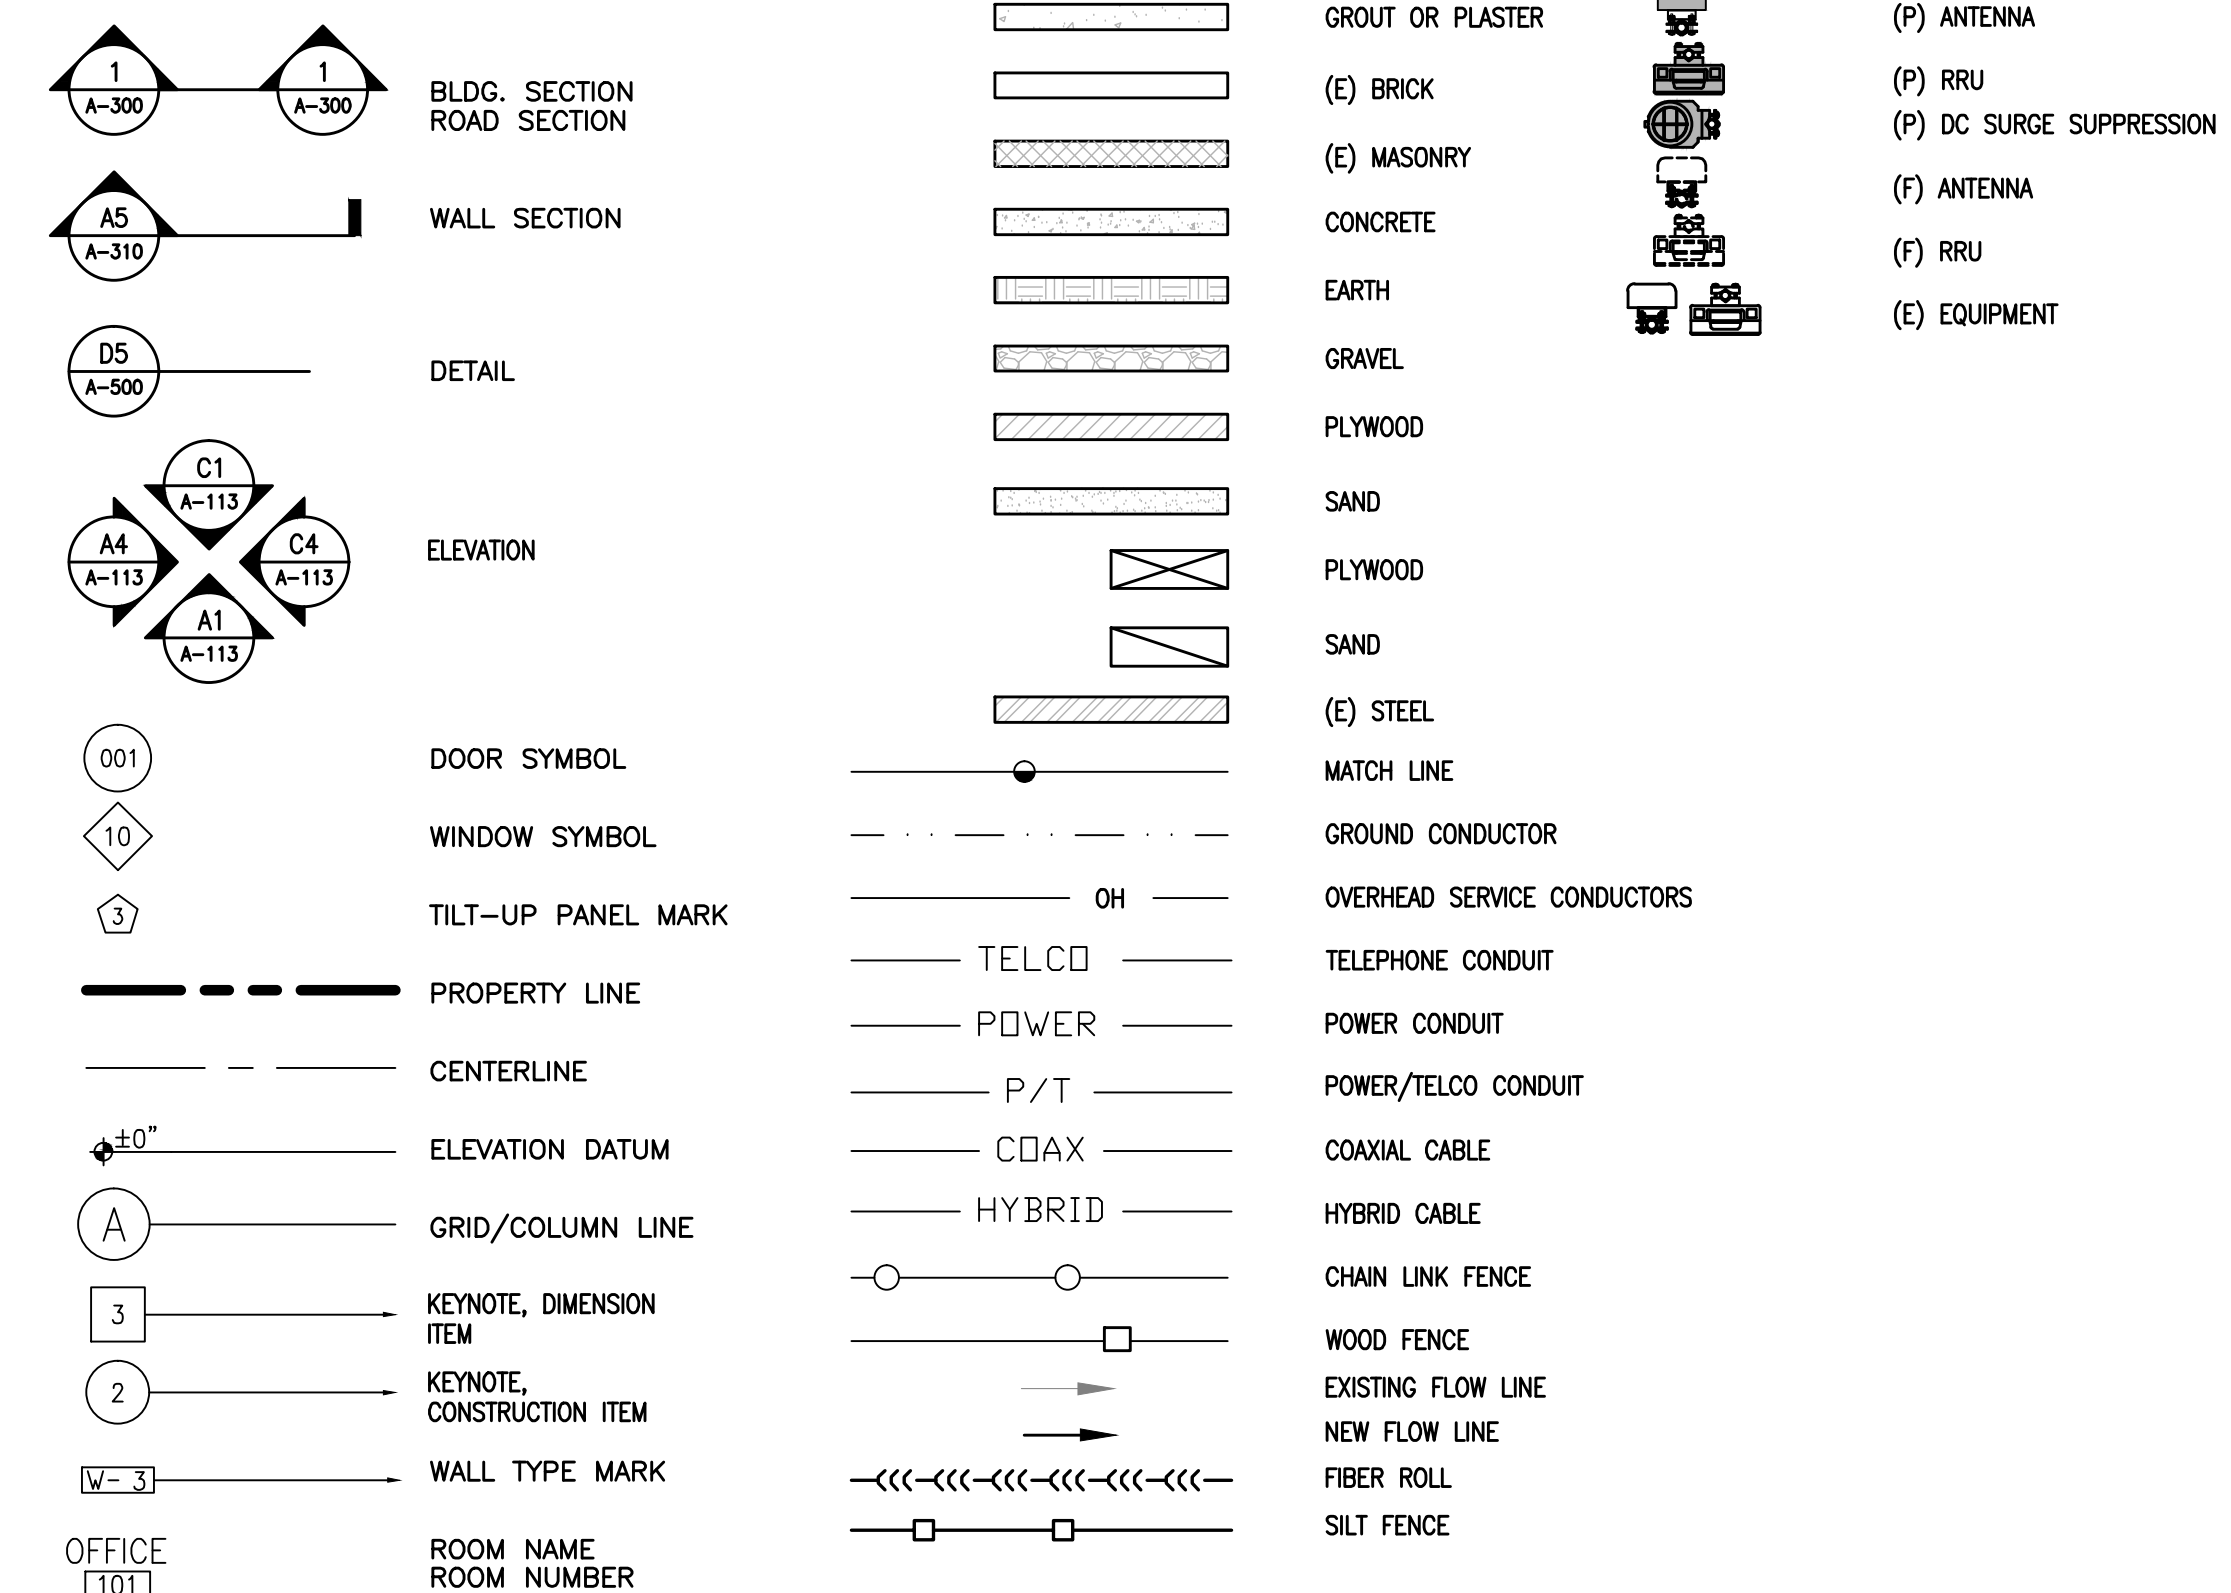 1
A-300
1
A-300
BLDG. SECTION
ROAD SECTION
A5
A-310
WALL SECTION
D5
A-500
DETAIL
C1
A-113
A4
A-113
C4
A-113
A1
A-113
ELEVATION
001
DOOR SYMBOL
10
WINDOW SYMBOL
3
TILT-UP PANEL MARK
PROPERTY LINE
CENTERLINE
±0"
ELEVATION DATUM
A
GRID/COLUMN LINE
3
KEYNOTE, DIMENSION
ITEM
2
KEYNOTE,
CONSTRUCTION ITEM
W- 3
WALL TYPE MARK
OFFICE
101
ROOM NAME
ROOM NUMBER
GROUT OR PLASTER
(E) BRICK
(E) MASONRY
CONCRETE
EARTH
GRAVEL
PLYWOOD
SAND
PLYWOOD
SAND
(E) STEEL
MATCH LINE
GROUND CONDUCTOR
OH
OVERHEAD SERVICE CONDUCTORS
TELCO
TELEPHONE CONDUIT
POWER
POWER CONDUIT
P/T
POWER/TELCO CONDUIT
COAX
COAXIAL CABLE
HYBRID
HYBRID CABLE
CHAIN LINK FENCE
WOOD FENCE
EXISTING FLOW LINE
NEW FLOW LINE
FIBER ROLL
SILT FENCE
(P) ANTENNA
(P) RRU
(P) DC SURGE SUPPRESSION
(F) ANTENNA
(F) RRU
(E) EQUIPMENT